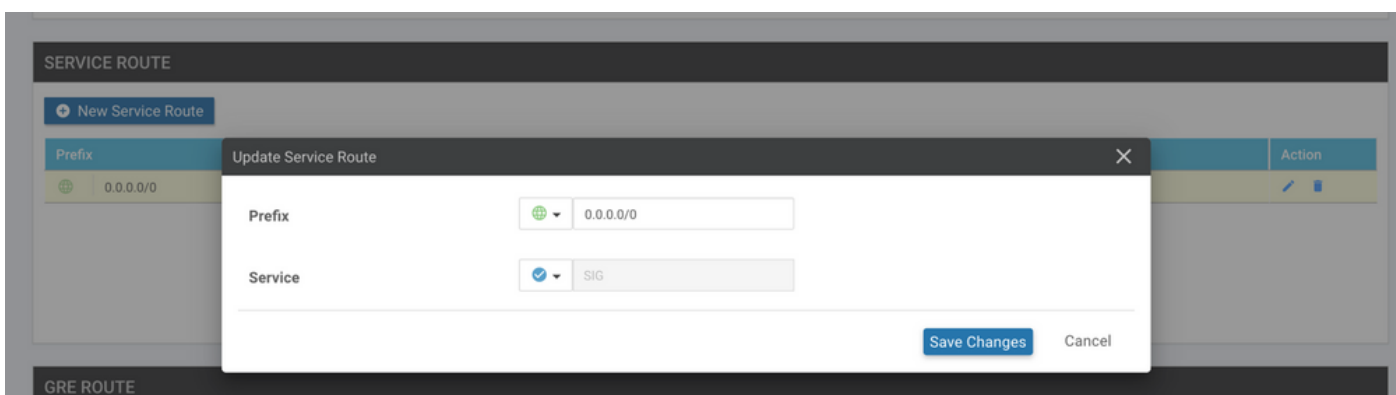 SERVICE ROUTE
New Service Route
Prefix
Action
0.0.0.0/0
Update Service Route
Prefix
0.0.0.0/0
Service
SIG
Save Changes
Cancel
GRE ROUTE